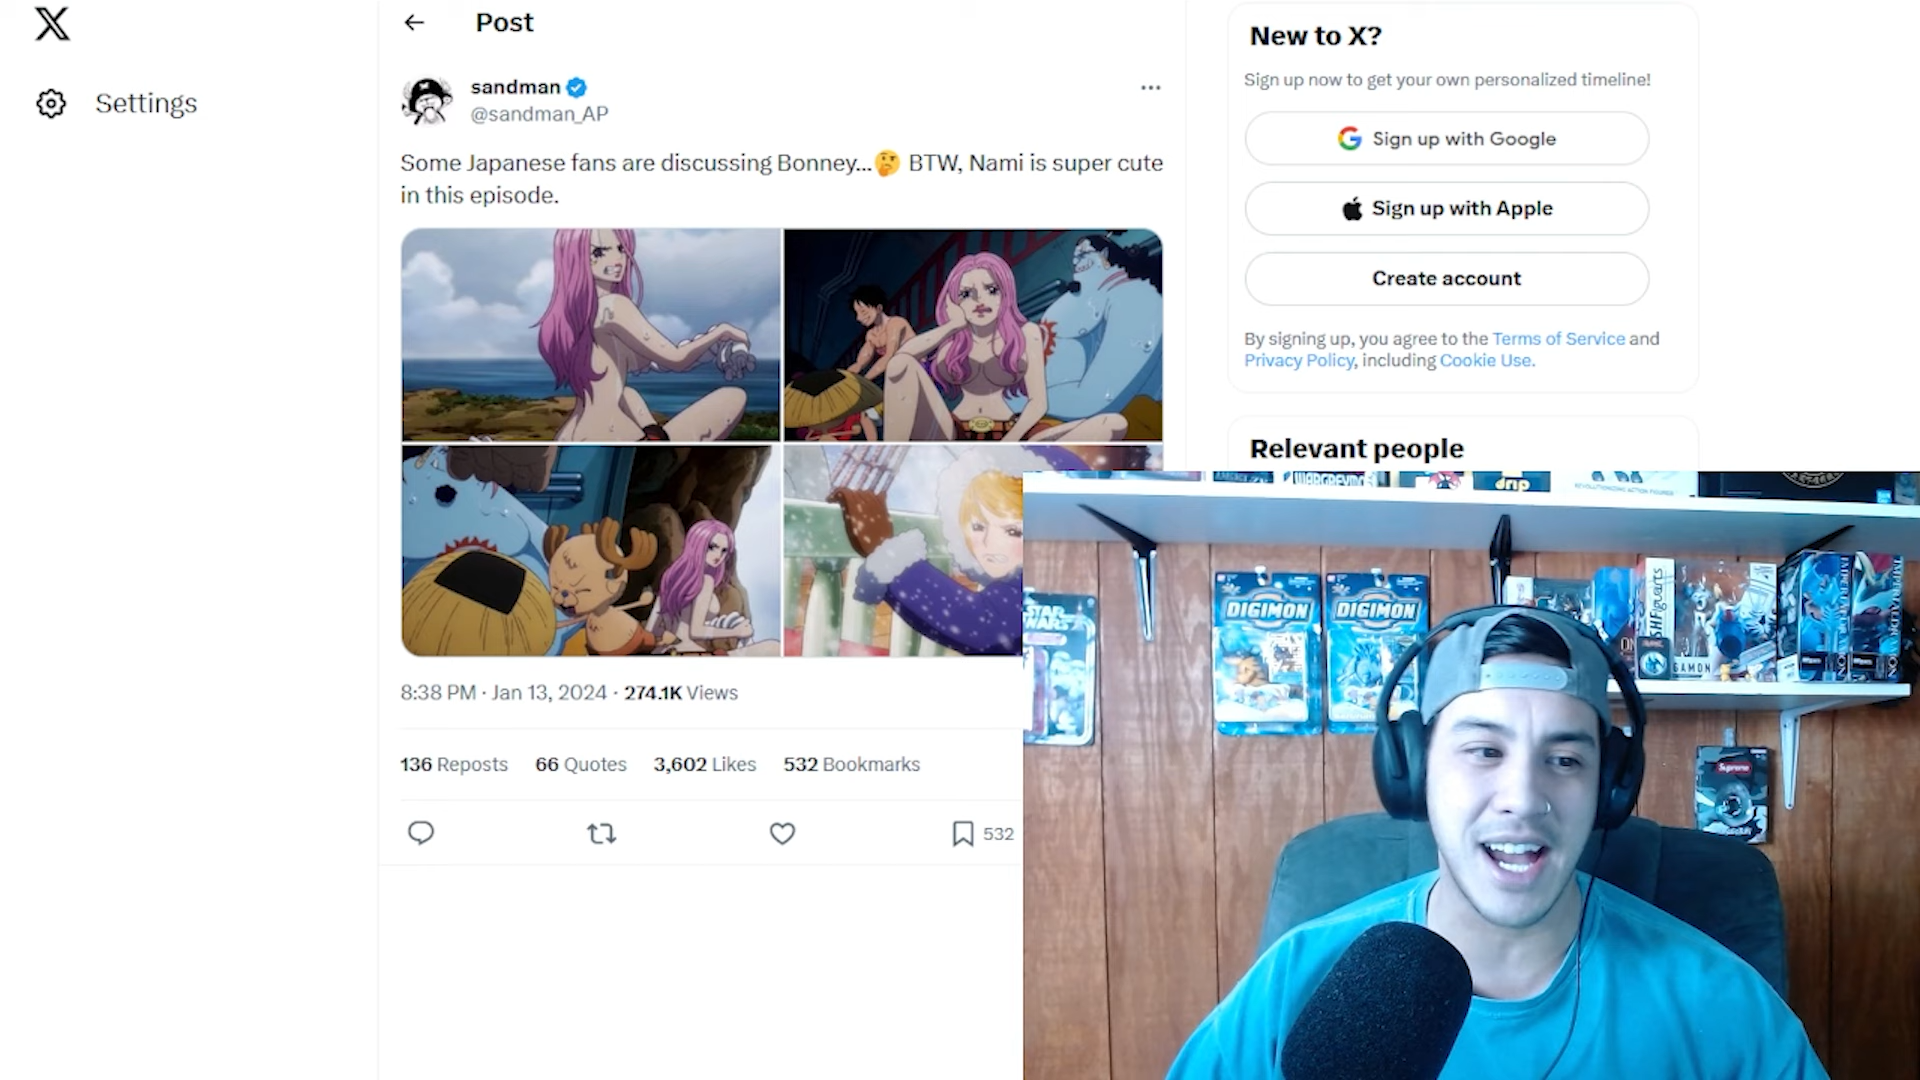 Post
New to X?
sandman
@sandman_AP
Sign up now to get your own personalized timeline!
Settings
Sign up with Google
Some Japanese fans are discussing Bonney...🤔 BTW, Nami is super cute
in this episode.
Sign up with Apple
Create account
By signing up, you agree to the Terms of Service and
Privacy Policy, including Cookie Use.
Relevant people
drip
STAR
WARS
DIGIMON
DIGIMON
SHFiguarts
GAMON
Supreme
8:38 PM · Jan 13, 2024 · 274.1K Views
136 Reposts 66 Quotes 3,602 Likes 532 Bookmarks
532